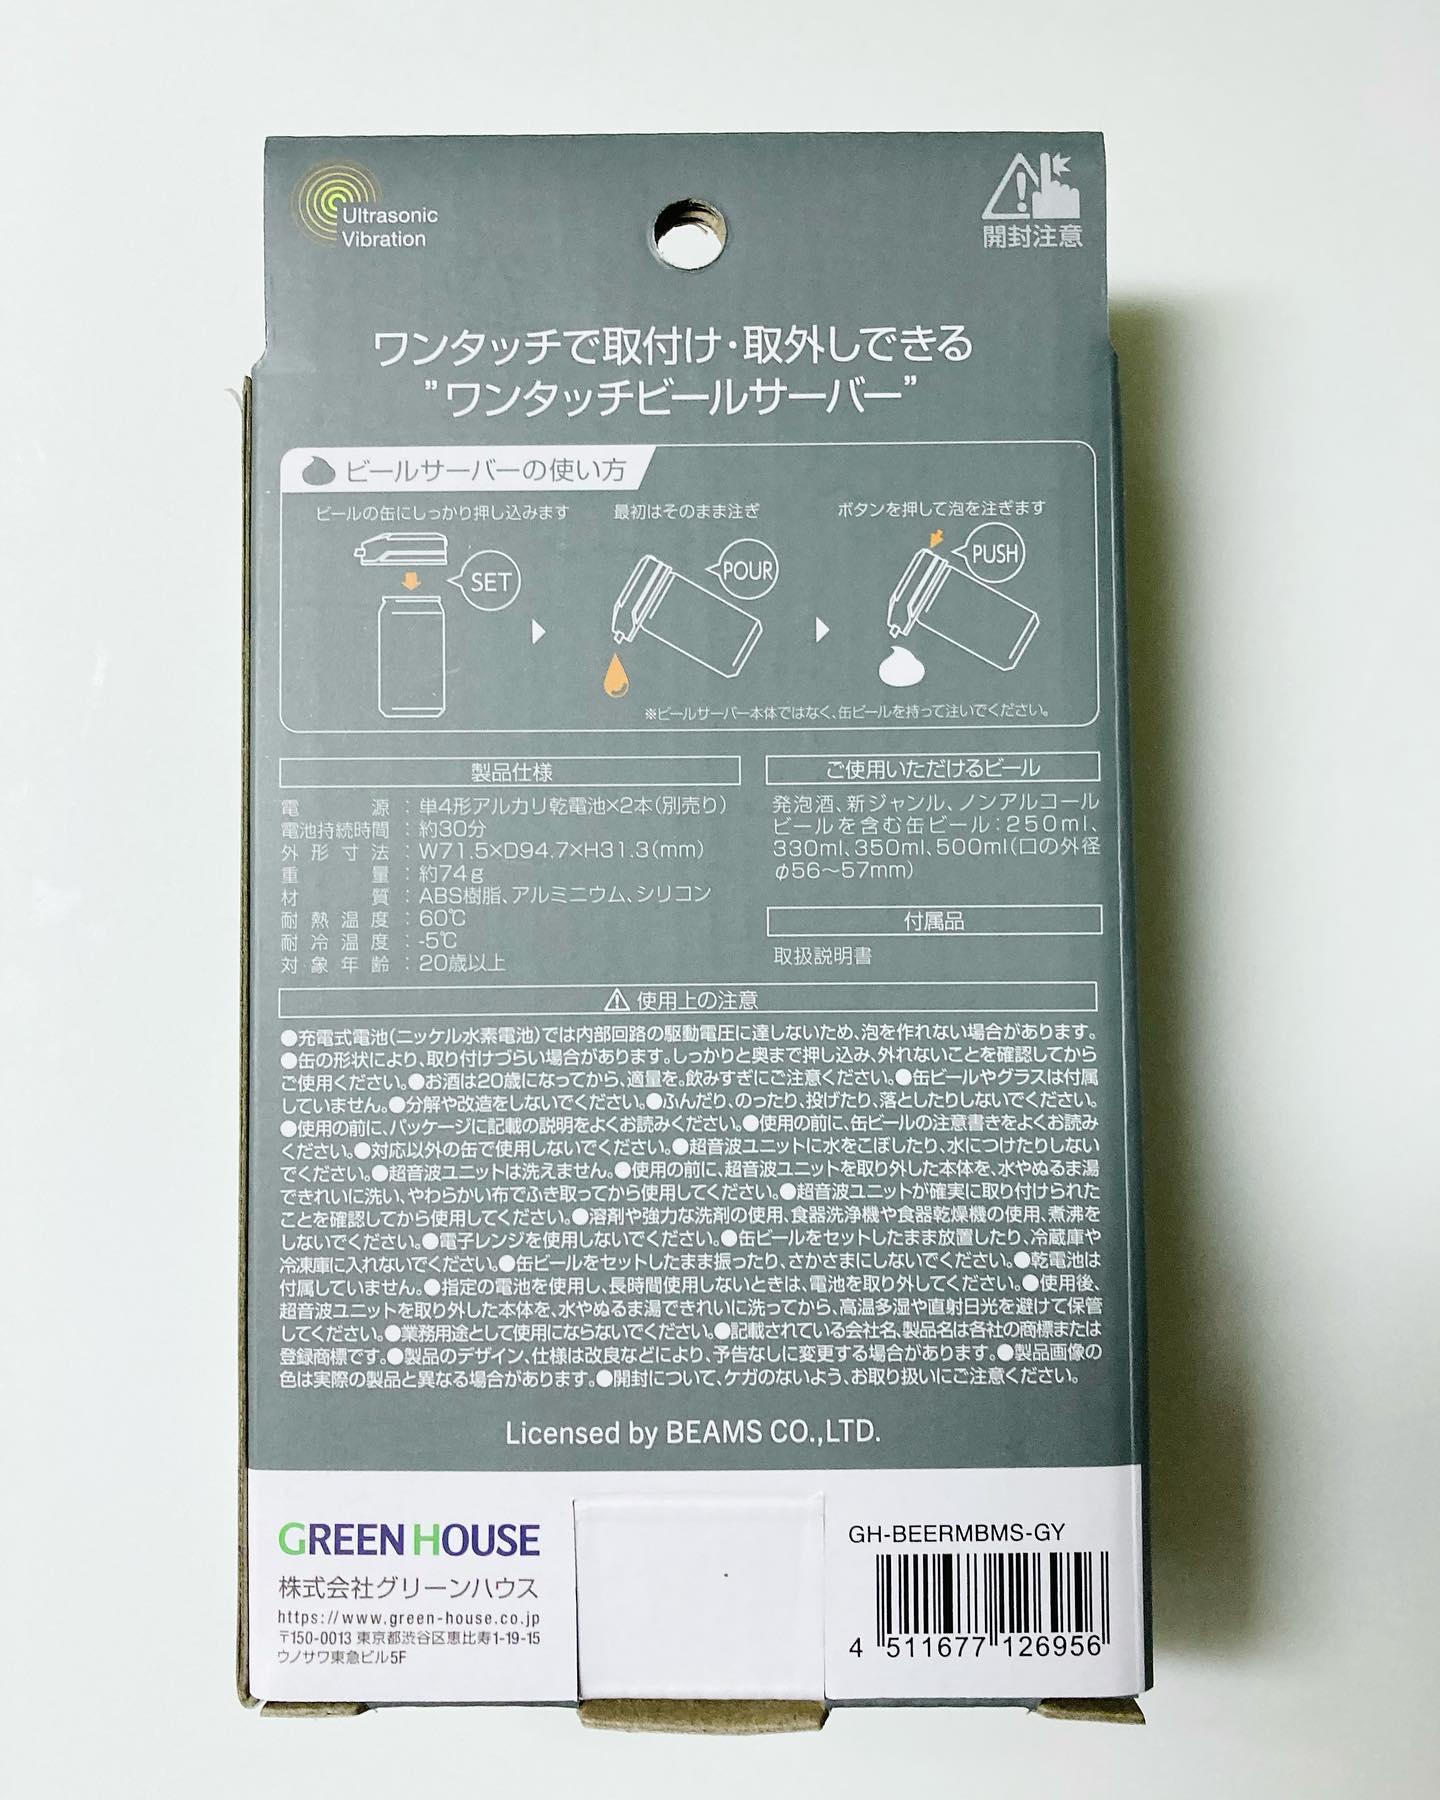 Ultrasonic
Vibration
開封注意
ワンタッチで取付け・取外しできる
"ワンタッチビールサーバー"
ビールサーバーの使い方
ビールの缶にしっかり押し込みます
最初はそのまま注ぎ
ボタンを押して泡を注ぎます
SET
POUR
PUSH
※ビールサーバー本体ではなく、缶ビールを持って注いでください。
製品仕様
電源：単4形アルカリ乾電池×2本(別売り)
電池持続時間：約30分
外形寸法：W71.5×D94.7×H31.3(mm)
重量：約74g
材質：ABS樹脂、アルミニウム、シリコン
耐熱温度：60℃
耐冷温度：-5℃
対象年齢：20歳以上
ご使用いただけるビール
発泡酒、新ジャンル、ノンアルコール
ビールを含む缶ビール：250ml、
330ml、350ml、500ml(口の外径
φ56～57mm)
付属品
取扱説明書
使用上の注意
●充電式電池(ニッケル水素電池)では内部回路の駆動電圧に達しないため、泡を作れない場合があります。
●缶の形状により、取り付けづらい場合があります。しっかりと奥まで押し込み、外れないことを確認してから
ご使用ください。●お酒は20歳になってから、適量を。飲みすぎにご注意ください。●缶ビールやグラスは付属
していません。●分解や改造をしないでください。●ふんだり、のったり、投げたり、落としたりしないでください。
●使用の前に、パッケージに記載の説明をよくお読みください。●使用の前に、缶ビールの注意書きをよくお読み
ください。●対応以外の缶で使用しないでください。●超音波ユニットに水をこぼしたり、水につけたりしない
でください。●超音波ユニットは洗えません。●使用の前に、超音波ユニットを取り外した本体を、水やぬるま湯
できれいに洗い、やわらかい布でふき取ってから使用してください。●超音波ユニットが確実に取り付けられた
ことを確認してから使用してください。●溶剤や強力な洗剤の使用、食器洗浄機や食器乾燥機の使用、煮沸を
しないでください。●電子レンジを使用しないでください。●缶ビールをセットしたまま放置したり、冷蔵庫や
冷凍庫に入れないでください。●缶ビールをセットしたまま振ったり、さかさまにしないでください。●乾電池は
付属していません。●指定の電池を使用し、長時間使用しないときは、電池を取り外してください。●使用後、
超音波ユニットを取り外した本体を、水やぬるま湯できれいに洗ってから、高温多湿や直射日光を避けて保管
してください。●業務用途として使用にならないでください。●記載されている会社名、製品名は各社の商標または
登録商標です。●製品のデザイン、仕様は改良などにより、予告なしに変更する場合があります。●製品画像の
色は実際の製品と異なる場合があります。●開封について、ケガのないよう、お取り扱いにご注意ください。
Licensed by BEAMS CO.,LTD.
GREEN HOUSE
株式会社グリーンハウス
https://www.green-house.co.jp
〒150-0013 東京都渋谷区恵比寿1-19-15
ウノサワ東急ビル5F
GH-BEERMBMS-GY
4 511677 126956